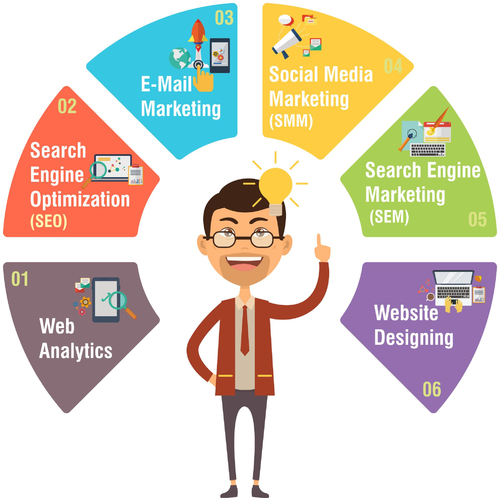 01
Web
Analytics
02
Search
Engine
Optimization
(SEO)
03
E-Mail
Marketing
Social Media
04
Marketing
(SMM)
Search Engine
Marketing
(SEM)
05
Website
Designing
06